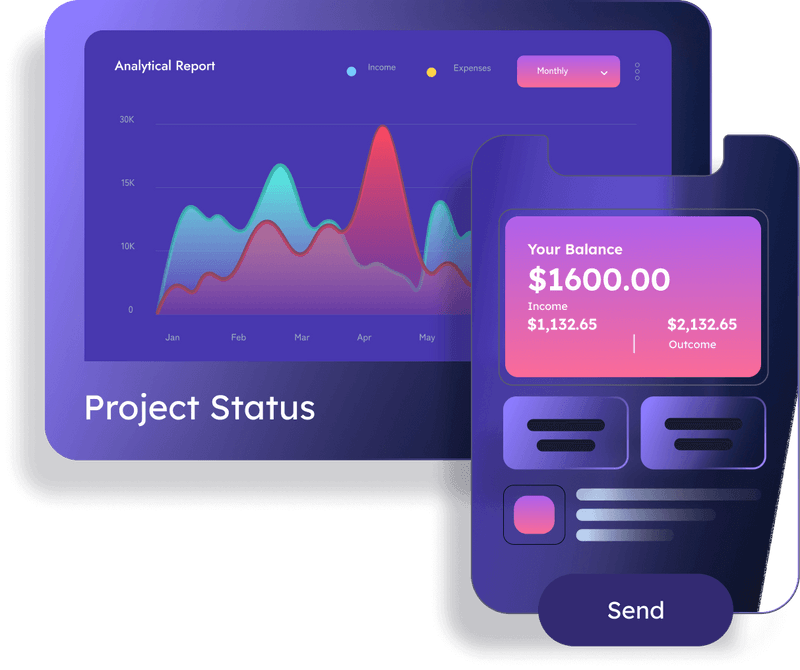 Analytical Report
Income
Expenses
Monthly
30K
15K
10K
0
Jan
Feb
Mar
Apr
May
Project Status
Your Balance
$1600.00
Income
$1,132.65
$2,132.65
Outcome
Send